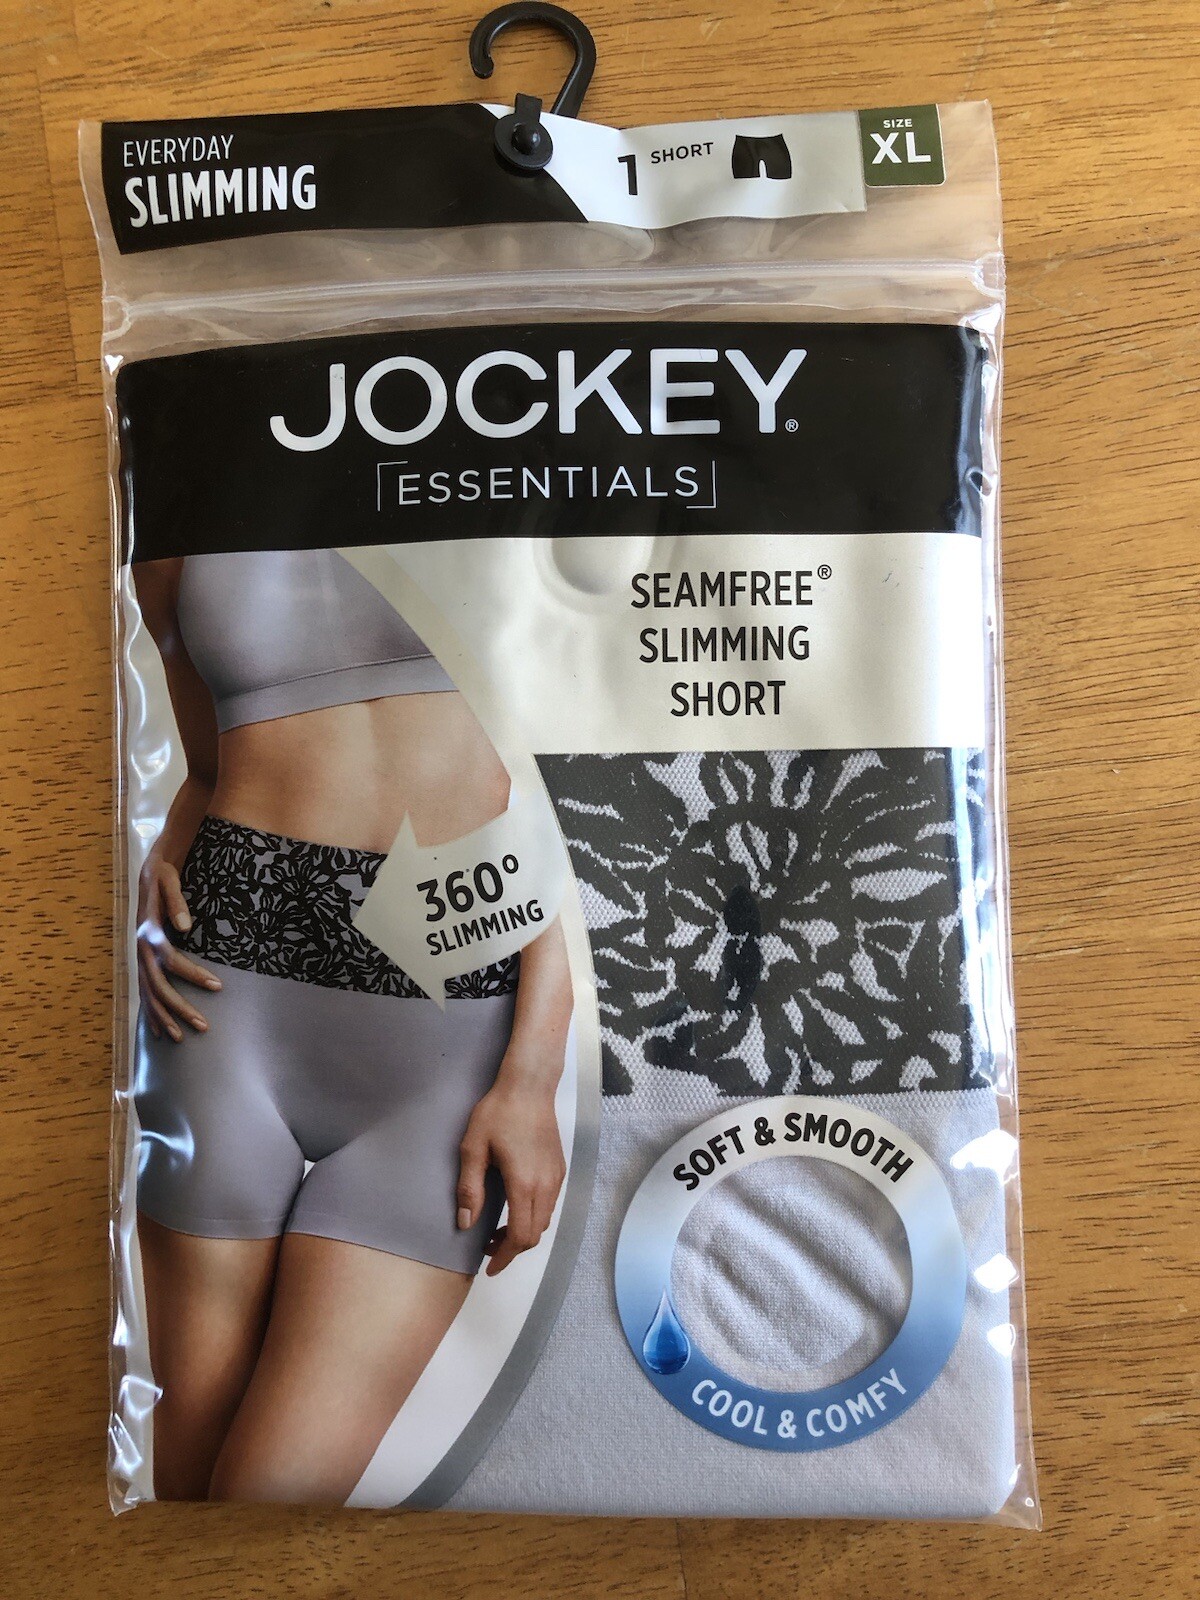 EVERYDAY
SLIMMING
1 SHORT
SIZE
XL
JOCKEY®
ESSENTIALS
SEAMFREE®
SLIMMING
SHORT
360°
SLIMMING
SOFT & SMOOTH
COOL & COMFY